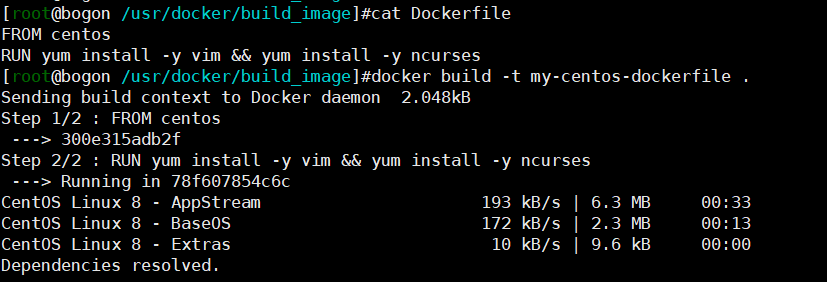 [root@bogon /usr/docker/build_image]#cat Dockerfile
FROM centos
RUN yum install -y vim && yum install -y ncurses
[root@bogon /usr/docker/build_image]#docker build -t my-centos-dockerfile .
Sending build context to Docker daemon  2.048kB
Step 1/2 : FROM centos
 ---> 300e315adb2f
Step 2/2 : RUN yum install -y vim && yum install -y ncurses
 ---> Running in 78f607854c6c
CentOS Linux 8 - AppStream                      193 kB/s | 6.3 MB     00:33
CentOS Linux 8 - BaseOS                         172 kB/s | 2.3 MB     00:13
CentOS Linux 8 - Extras                          10 kB/s | 9.6 kB     00:00
Dependencies resolved.